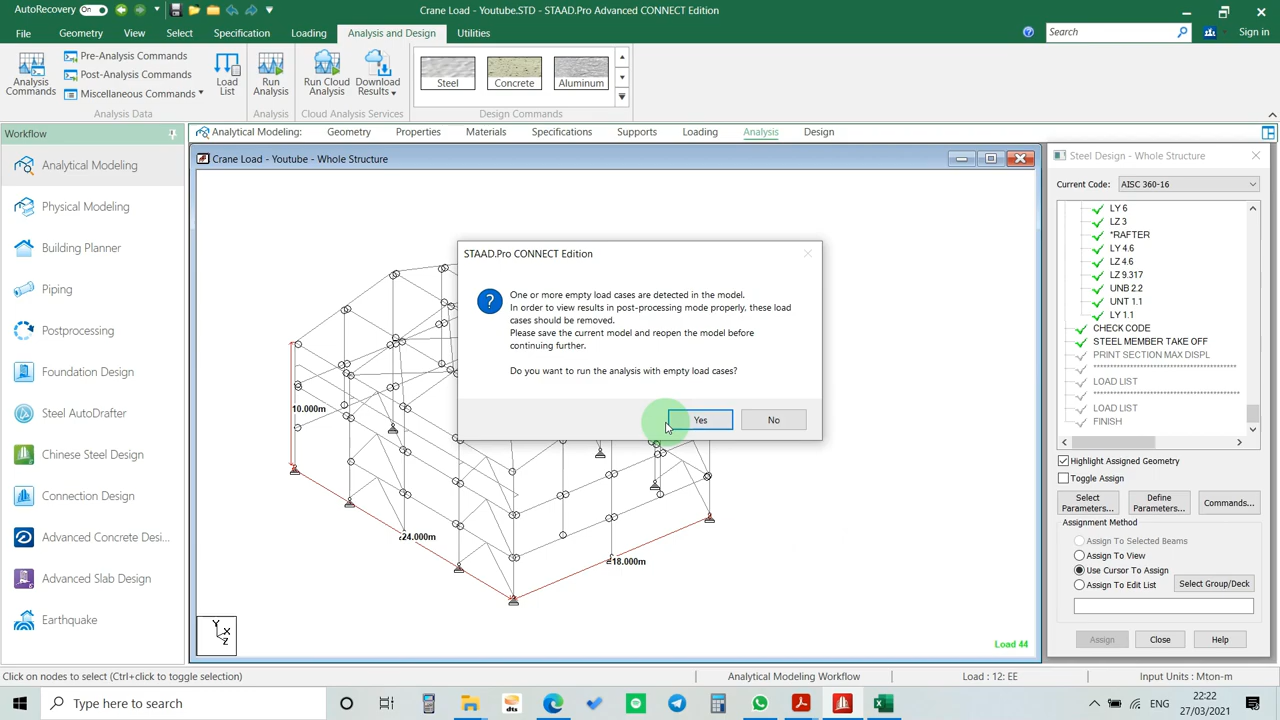 AutoRecovery ON
Crane Load - Youtube.STD - STAAD.Pro Advanced CONNECT Edition
File Geometry View Select Specification Loading Analysis and Design Utilities
Search
Sign in
Analysis Commands
Pre-Analysis Commands
Post-Analysis Commands
Miscellaneous Commands
Load List
Run Analysis
Run Cloud Analysis
Download Results
Steel
Concrete
Aluminum
Analysis Data
Analysis
Cloud Analysis Services
Design Commands
Workflow
Analytical Modeling: Geometry Properties Materials Specifications Supports Loading Analysis Design
Analytical Modeling
Physical Modeling
Building Planner
Piping
Postprocessing
Foundation Design
Steel AutoDrafter
Chinese Steel Design
Connection Design
Advanced Concrete Desi...
Advanced Slab Design
Earthquake
Crane Load - Youtube - Whole Structure
10.000m
24.000m
18.000m
Y
X
Z
Load 44
STAAD.Pro CONNECT Edition
One or more empty load cases are detected in the model.
In order to view results in post-processing mode properly, these load
cases should be removed.
Please save the current model and reopen the model before
continuing further.
Do you want to run the analysis with empty load cases?
Yes No
Steel Design - Whole Structure
Current Code: AISC 360-16
LY 6
LZ 3
*RAFTER
LY 4.6
LZ 4.6
LZ 9.317
UNB 2.2
UNT 1.1
LY 1.1
CHECK CODE
STEEL MEMBER TAKE OFF
PRINT SECTION MAX DISPL
LOAD LIST
LOAD LIST
FINISH
Highlight Assigned Geometry
Toggle Assign
Select Parameters...
Define Parameters...
Commands...
Assignment Method
Assign To Selected Beams
Assign To View
Use Cursor To Assign
Assign To Edit List
Select Group/Deck
Assign Close Help
Click on nodes to select (Ctrl+click to toggle selection)
Analytical Modeling Workflow
Load : 12: EE
Input Units: Mton-m
Type here to search
dts
ENG
22:22
27/03/2021